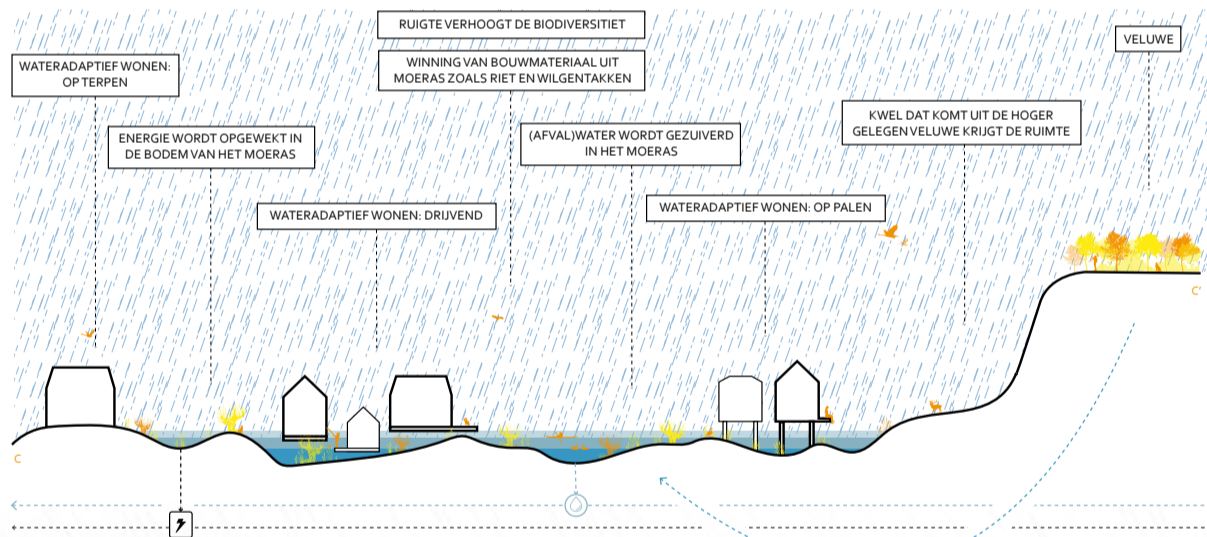 RUIGTE VERHOOGT DE BIODIVERSITIET
VELUWE
WATERADAPTIEF WONEN:
OP TERPEN
WINNING VAN BOUWMATERIAAL UIT
MOERAS ZOALS RIET EN WILGENTAKKEN
KWEL DAT KOMT UIT DE HOGER
GELEGEN VELUWE KRIJGT DE RUIMTE
ENERGIE WORDT OPGEWEKT IN
DE BODEM VAN HET MOERAS
(AFVAL)WATER WORDT GEZUIVERD
IN HET MOERAS
WATERADAPTIEF WONEN: DRIJVEND
WATERADAPTIEF WONEN: OP PALEN
C'
C